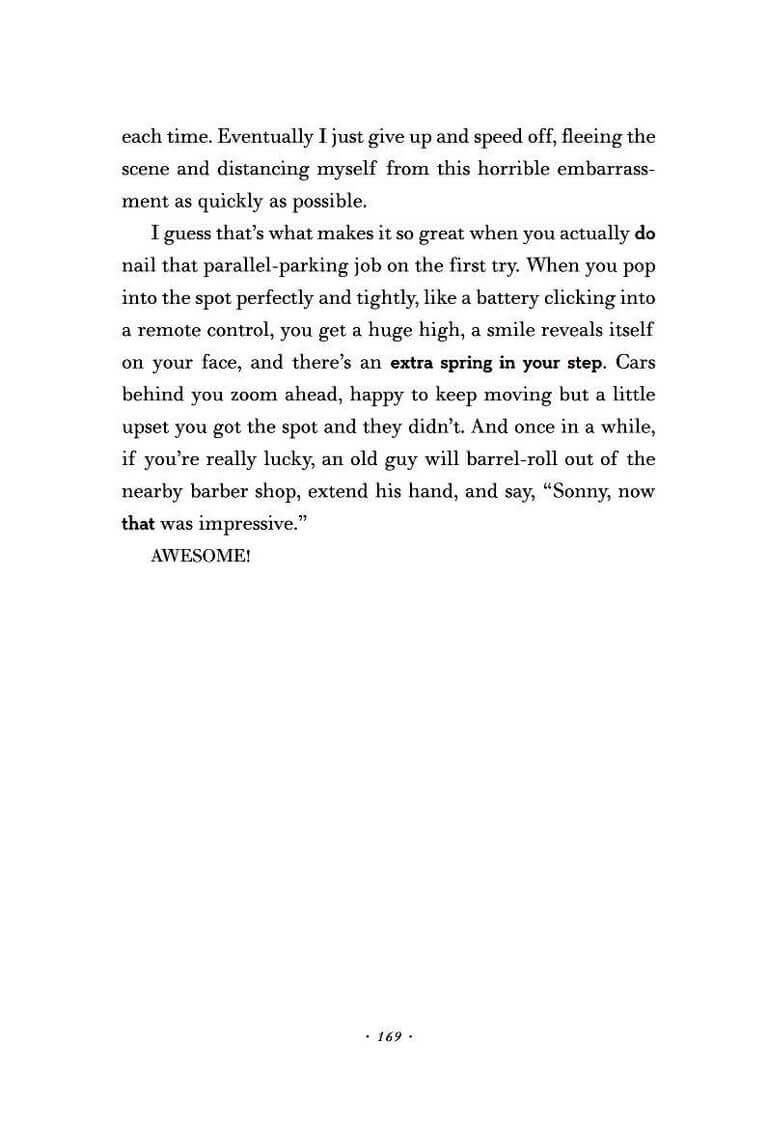 each time. Eventually I just give up and speed off, fleeing the
scene and distancing myself from this horrible embarrass-
ment as quickly as possible.
I guess that’s what makes it so great when you actually do
nail that parallel-parking job on the first try. When you pop
into the spot perfectly and tightly, like a battery clicking into
a remote control, you get a huge high, a smile reveals itself
on your face, and there’s an extra spring in your step. Cars
behind you zoom ahead, happy to keep moving but a little
upset you got the spot and they didn’t. And once in a while,
if you’re really lucky, an old guy will barrel-roll out of the
nearby barber shop, extend his hand, and say, “Sonny, now
that was impressive.”
AWESOME!
· 169 ·